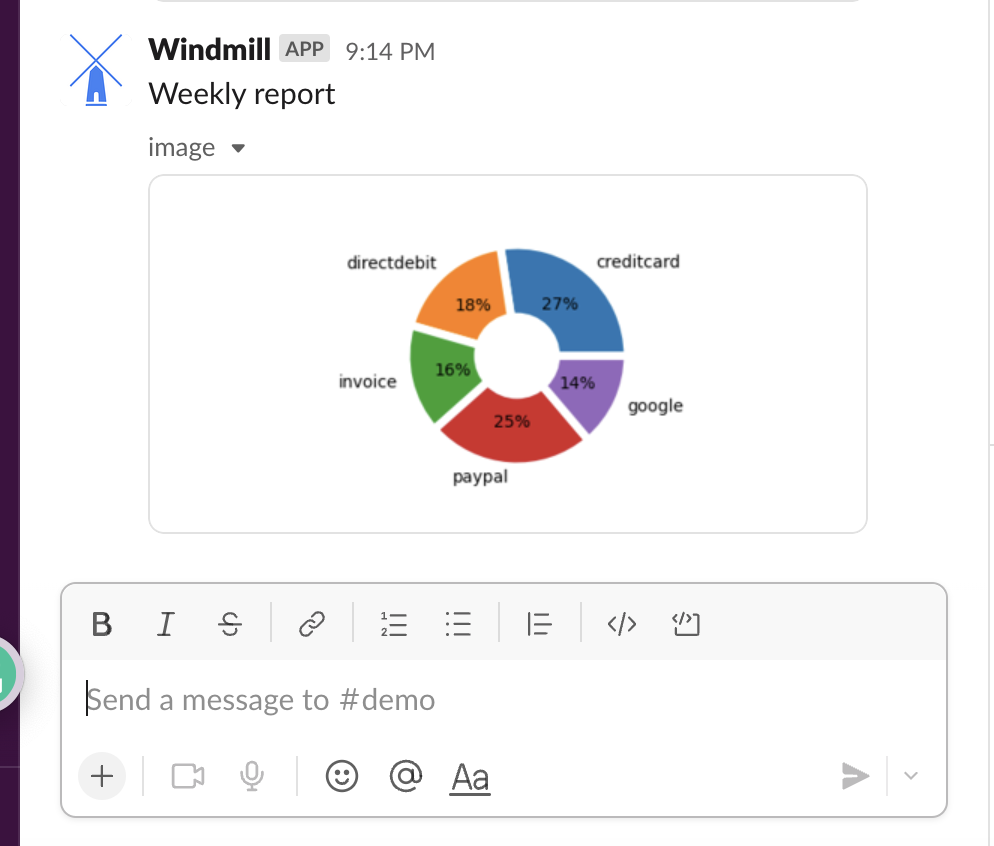 Windmill APP 9:14 PM
Weekly report
image
directdebit
creditcard
18%
27%
16%
invoice
14%
google
25%
paypal
B I S
Send a message to #demo
Aa